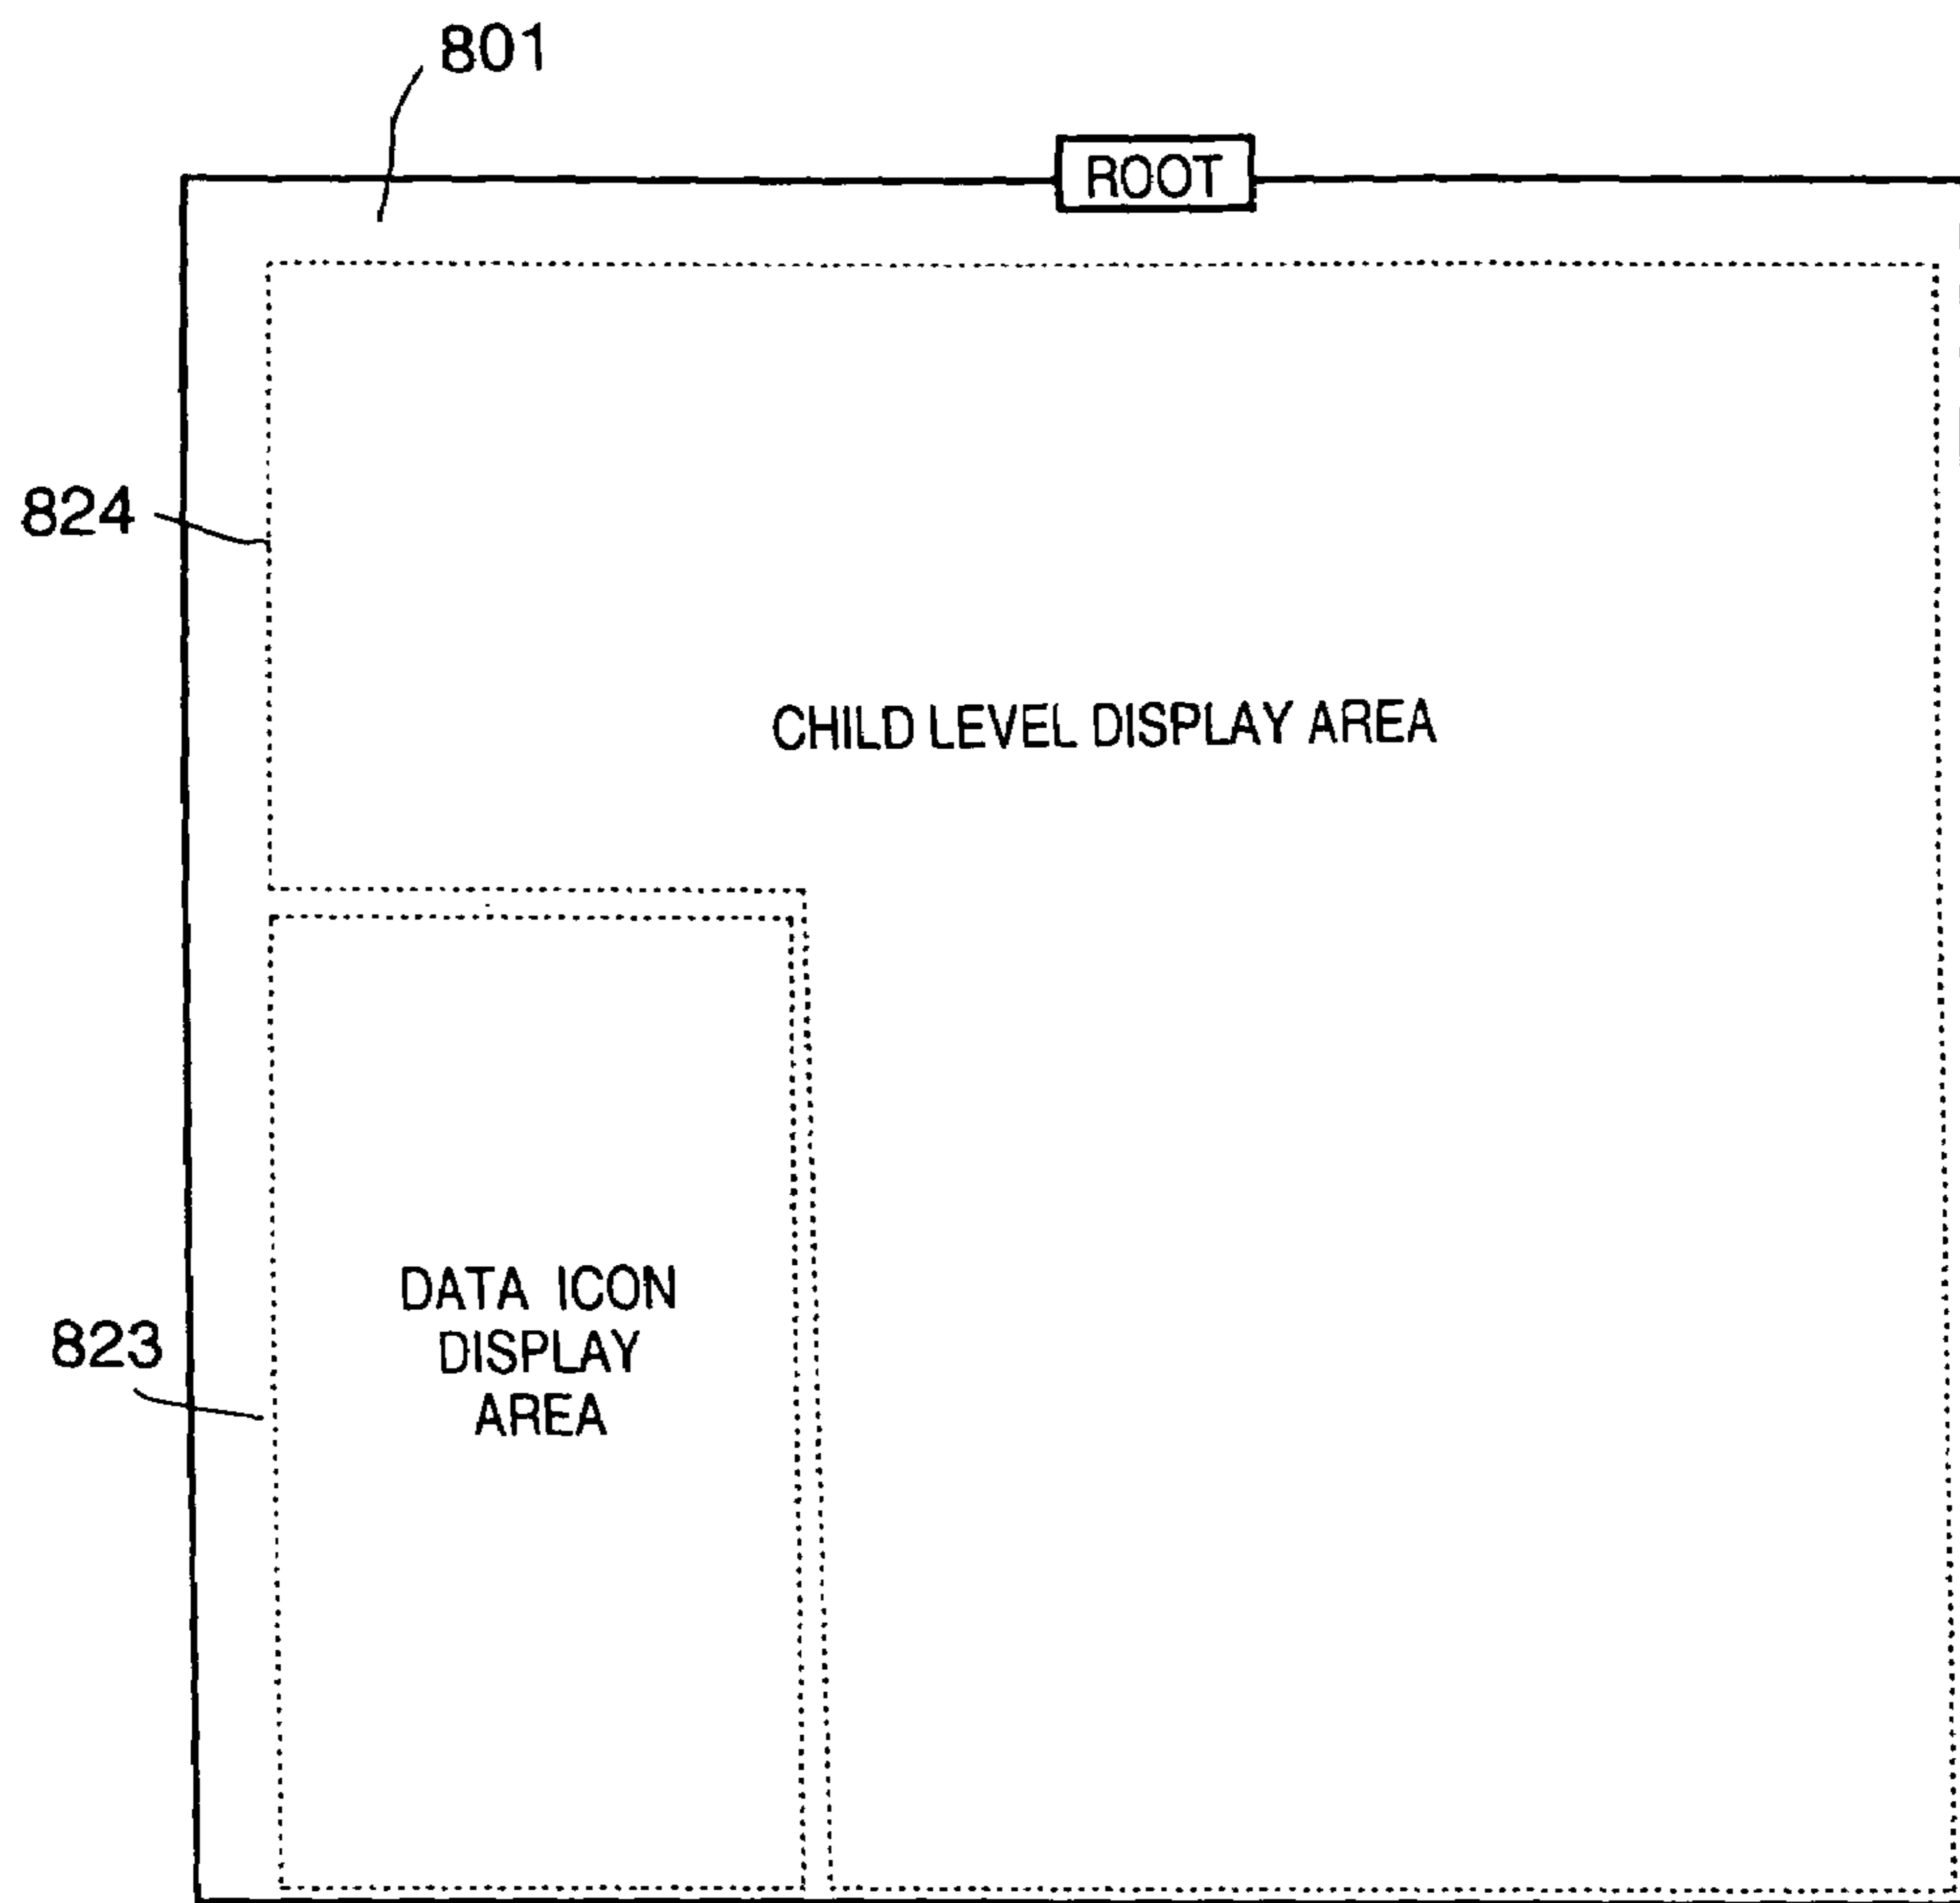 801
ROOT
824
CHILD LEVEL DISPLAY AREA
DATA ICON
DISPLAY
AREA
823